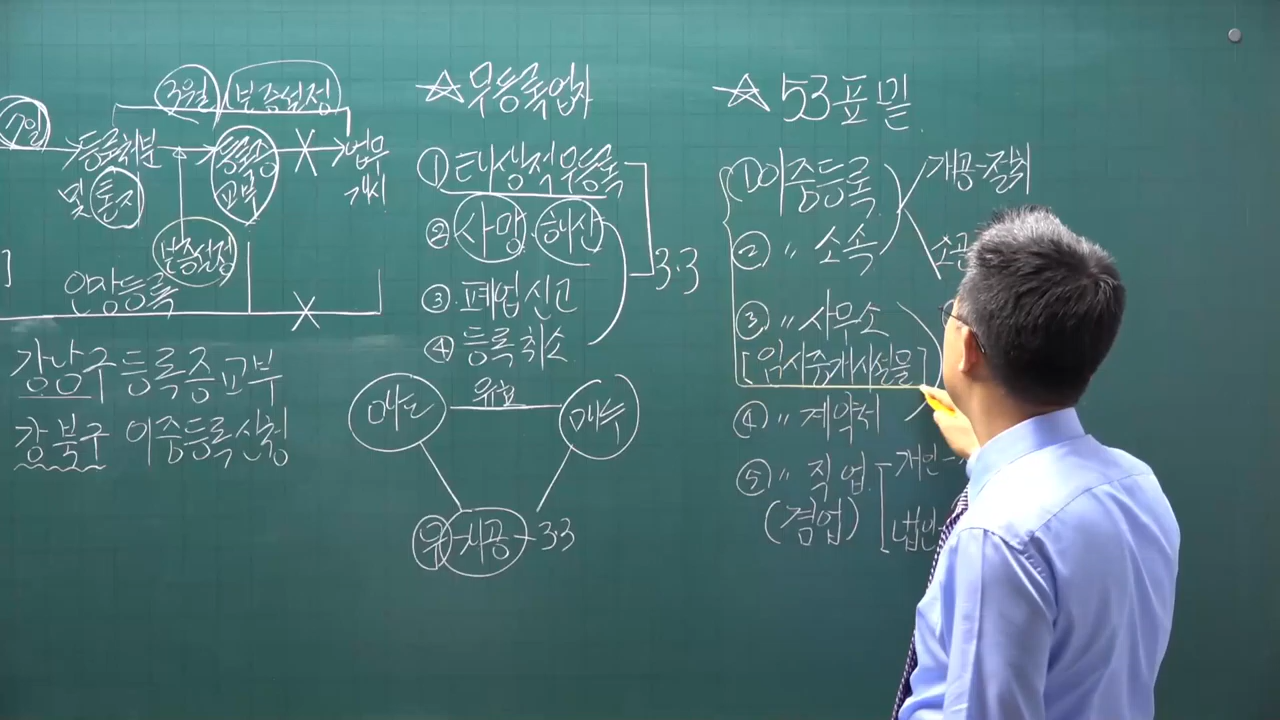 3월 보증설정
7일
등록처분 등록증 업무
및 통지 교부 개시
보증설정
인장등록
강남구 등록증교부
강북구 이중등록신청
☆무등록업자
① 태생적무등록
② 사망·해산
3·3
③ 폐업신고
④ 등록취소
유효
매도 매수
무 중개 3·3
☆53표 밑
① 이중등록 개공-절취
② 〃 소속 소공
③ 〃 사무소
[임시중개시설물]
④ 〃 계약서
⑤ 〃 직업 개인
(겸업) 법인